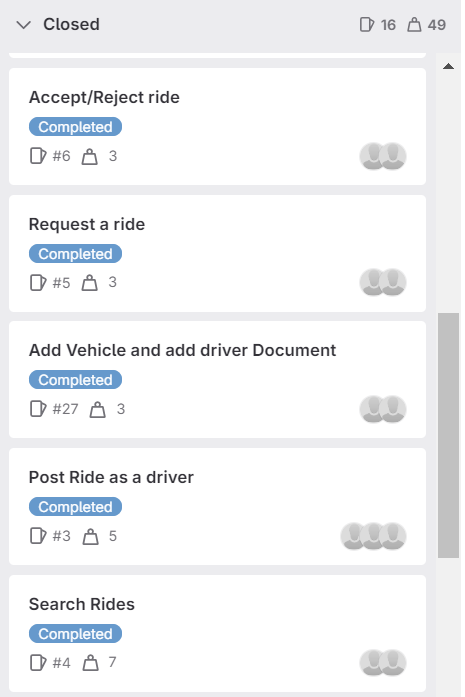 Closed 16 49
Accept/Reject ride
Completed
#6 3
Request a ride
Completed
#5 3
Add Vehicle and add driver Document
Completed
#27 3
Post Ride as a driver
Completed
#3 5
Search Rides
Completed
#4 7